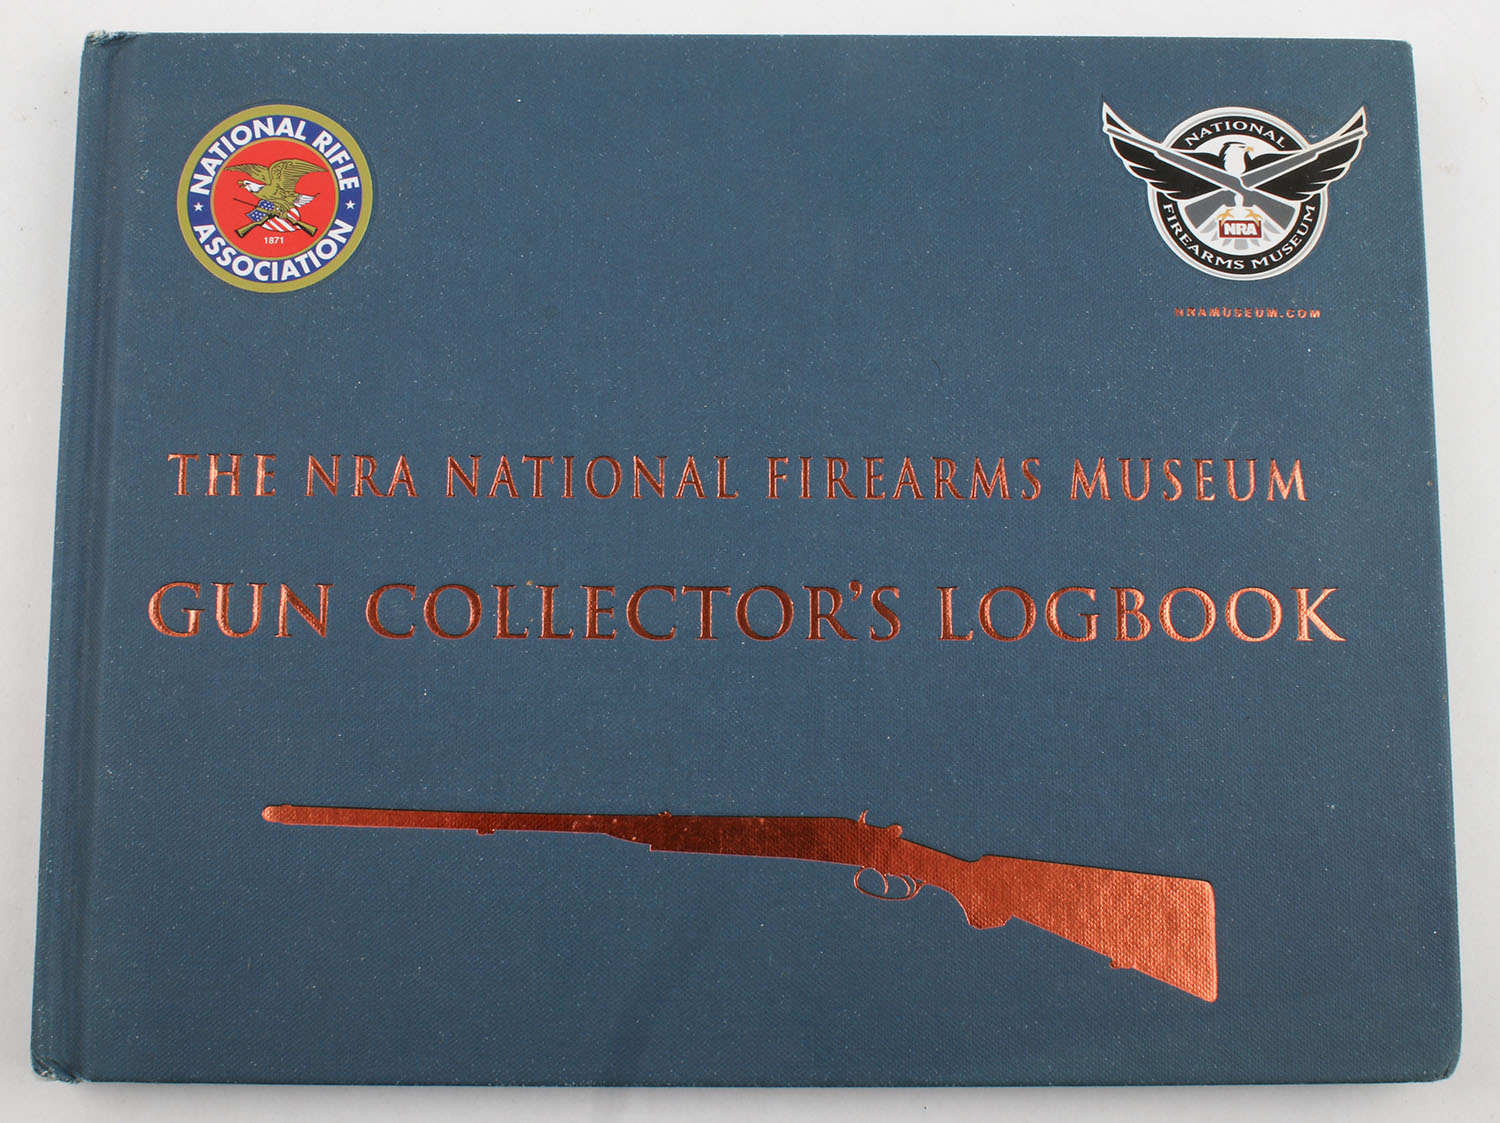 NATIONAL RIFLE
ASSOCIATION
1871
NATIONAL
FIREARMS MUSEUM
NRA
NRAMUSEUM.COM
THE NRA NATIONAL FIREARMS MUSEUM
GUN COLLECTOR'S LOGBOOK